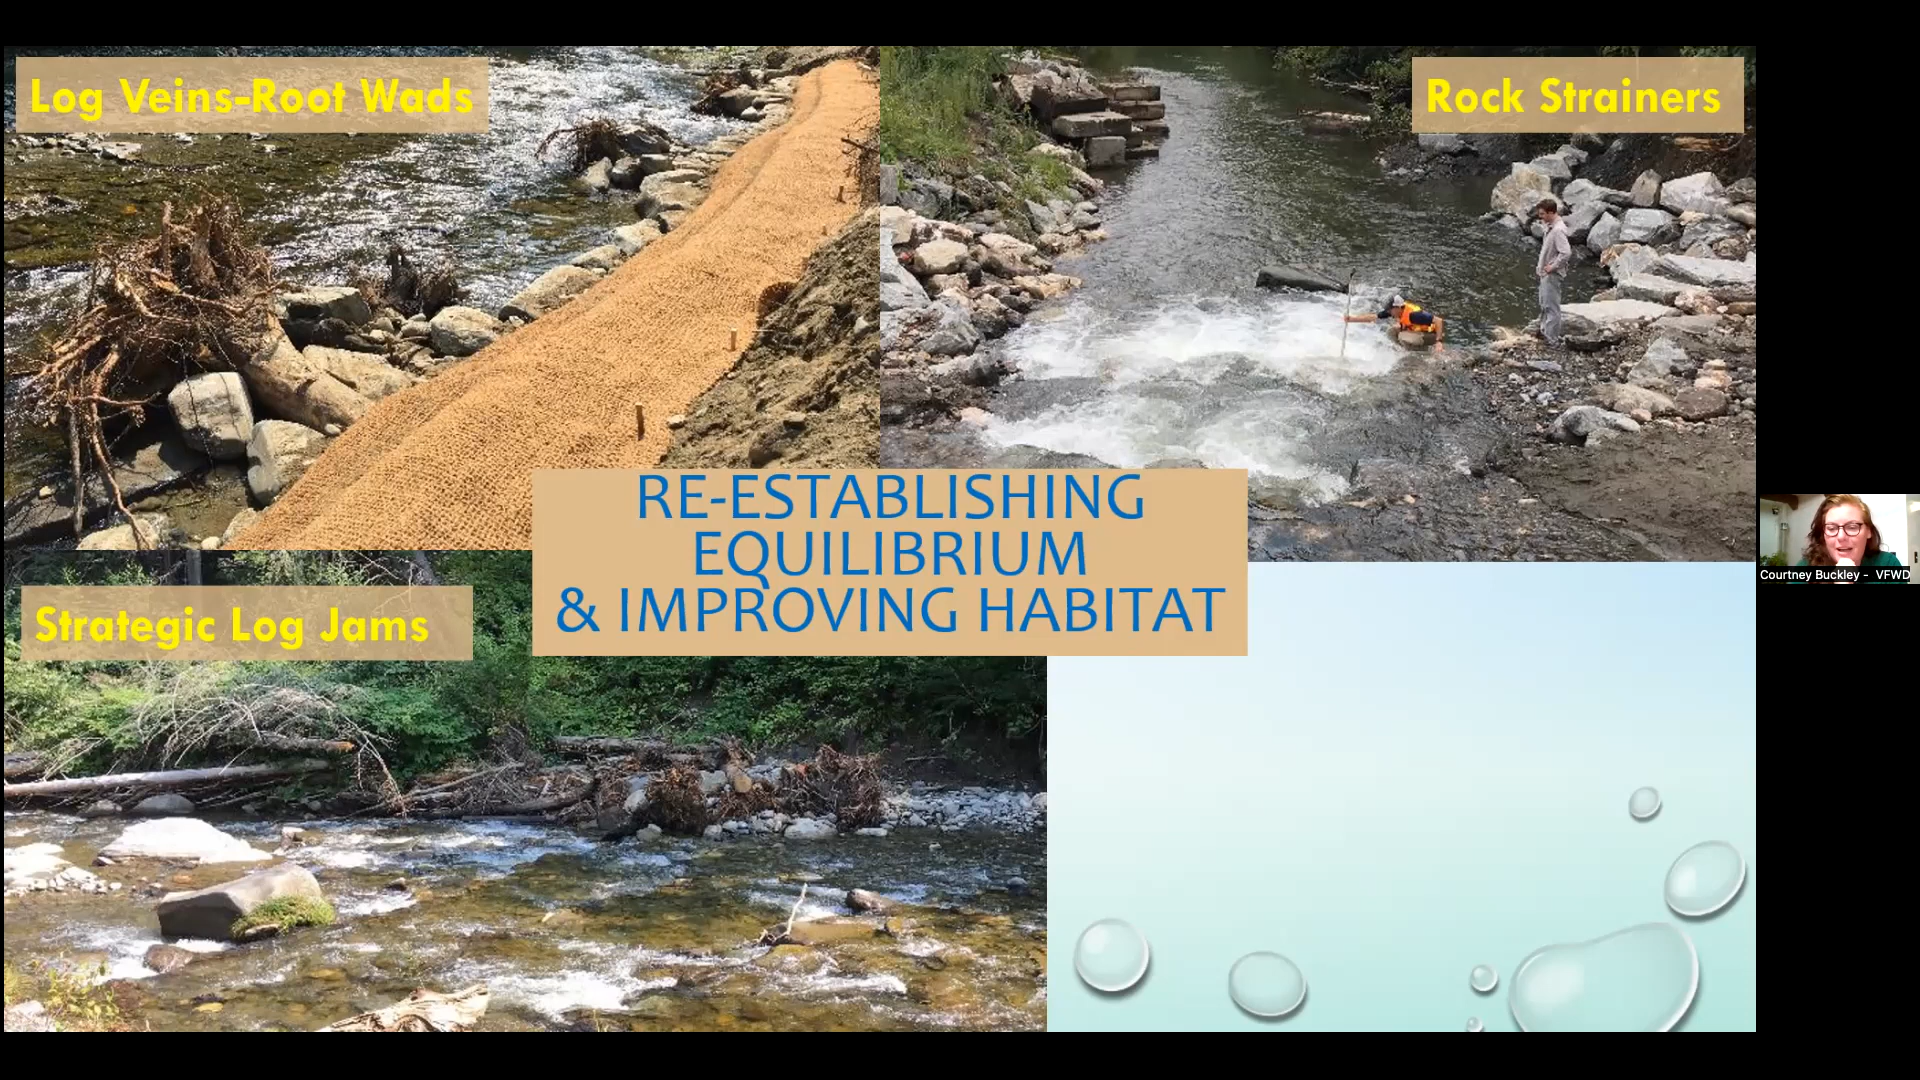 Log Veins-Root Wads
Rock Strainers
RE-ESTABLISHING
EQUILIBRIUM
& IMPROVING HABITAT
Strategic Log Jams
Courtney Buckley - VFWD